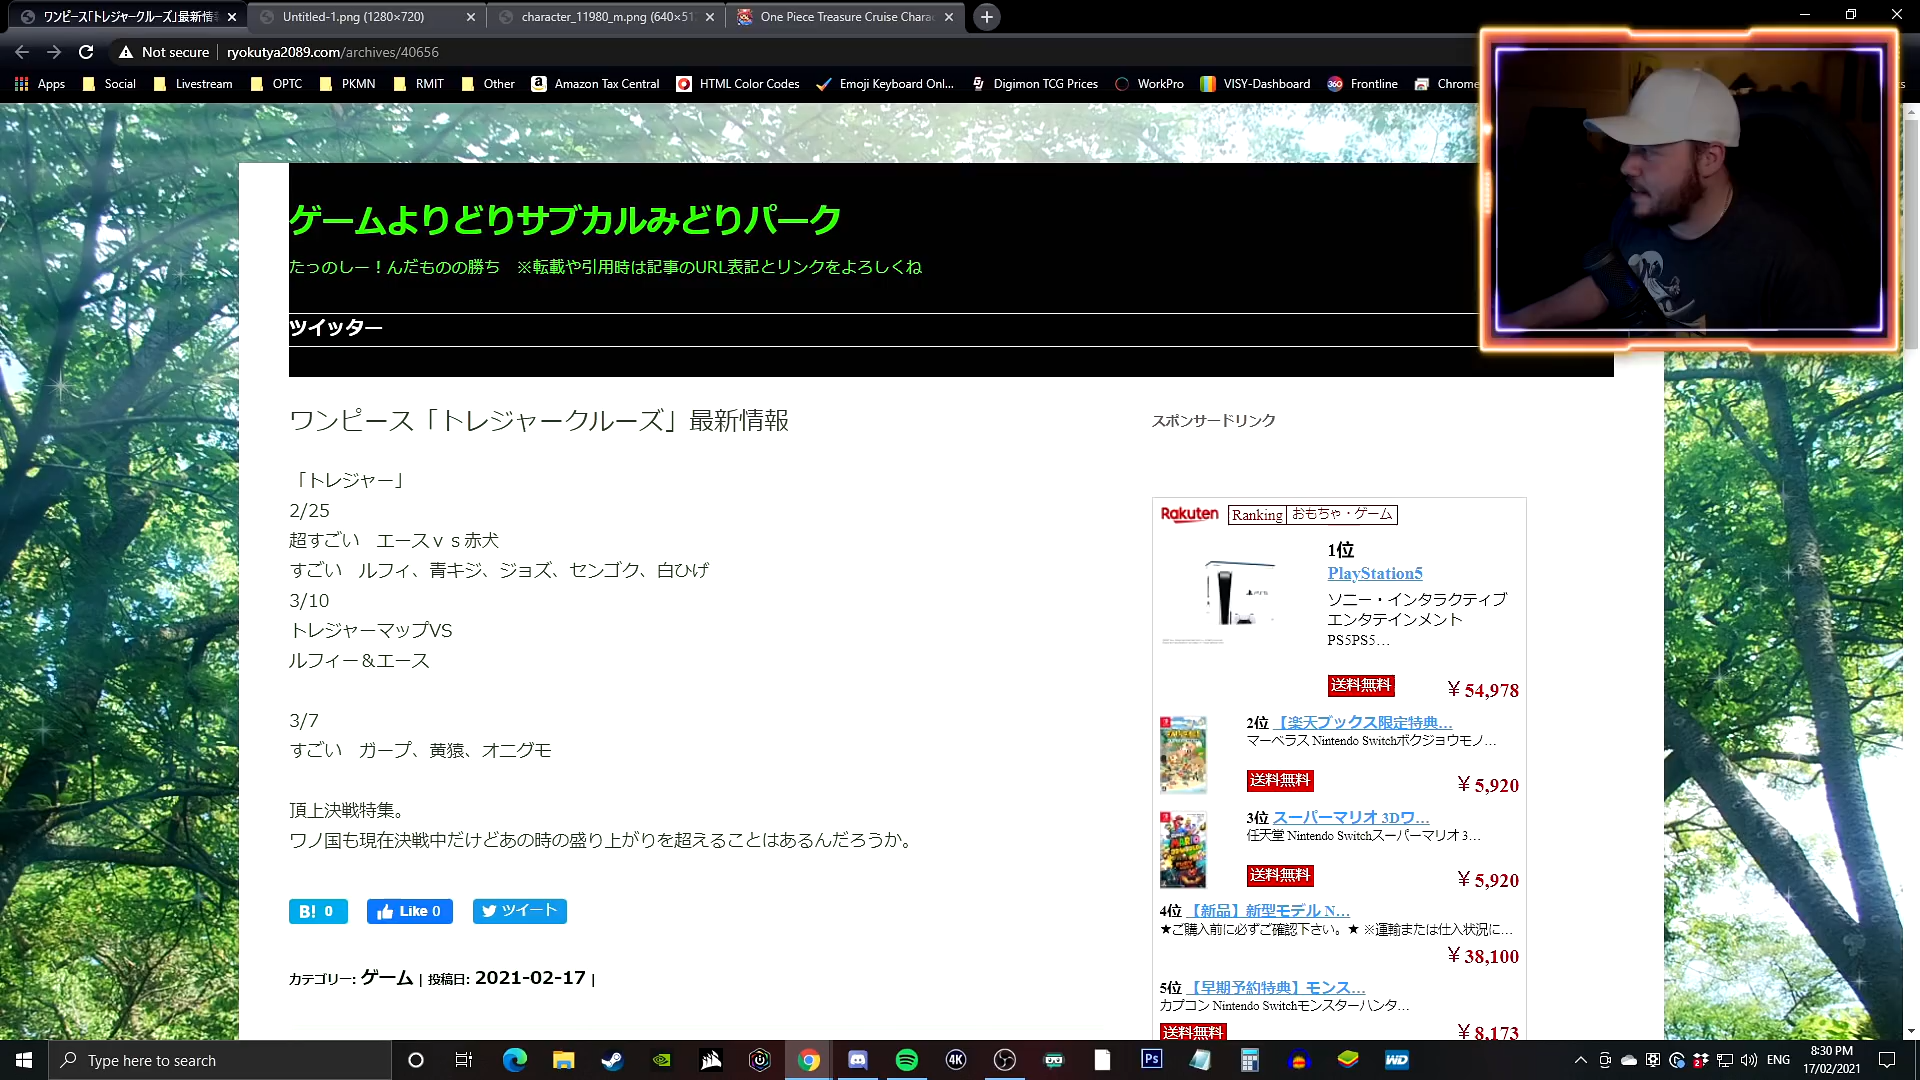 ワンピース「トレジャークルーズ」最新情
Untitled-1.png (1280×720)
character_11980_m.png (640×51
One Piece Treasure Cruise Charac
Not secure
ryokutya2089.com/archives/40656
Apps
Social
Livestream
OPTC
PKMN
RMIT
Other
Amazon Tax Central
HTML Color Codes
Emoji Keyboard Onl...
Digimon TCG Prices
WorkPro
VISY-Dashboard
Frontline
Chrome
ゲームよりどりサブカルみどりパーク
たっのしー！んだものの勝ち　※転載や引用時は記事のURL表記とリンクをよろしくね
ツイッター
ワンピース「トレジャークルーズ」最新情報
「トレジャー」
2/25
超すごい　エースｖｓ赤犬
すごい　ルフィ、青キジ、ジョズ、センゴク、白ひげ
3/10
トレジャーマップVS
ルフィー＆エース
3/7
すごい　ガープ、黄猿、オニグモ
頂上決戦特集。
ワノ国も現在決戦中だけどあの時の盛り上がりを超えることはあるんだろうか。
B! 0
Like 0
ツイート
カテゴリー: ゲーム | 投稿日: 2021-02-17 |
スポンサードリンク
Rakuten Ranking おもちゃ・ゲーム
1位
PlayStation5
ソニー・インタラクティブ
エンタテインメント
PS5PS5…
送料無料 ￥54,978
2位 【楽天ブックス限定特典…
マーベラス Nintendo Switchボクジョウモノ…
送料無料 ￥5,920
3位 スーパーマリオ 3Dワ…
任天堂 Nintendo Switchスーパーマリオ 3…
送料無料 ￥5,920
4位 【新品】新型モデル N…
★ご購入前に必ずご確認下さい。★ ※運輸または仕入状況に…
￥38,100
5位 【早期予約特典】モンス…
カプコン Nintendo Switchモンスターハンタ…
送料無料 ￥8,173
Type here to search
ENG
8:30 PM
17/02/2021